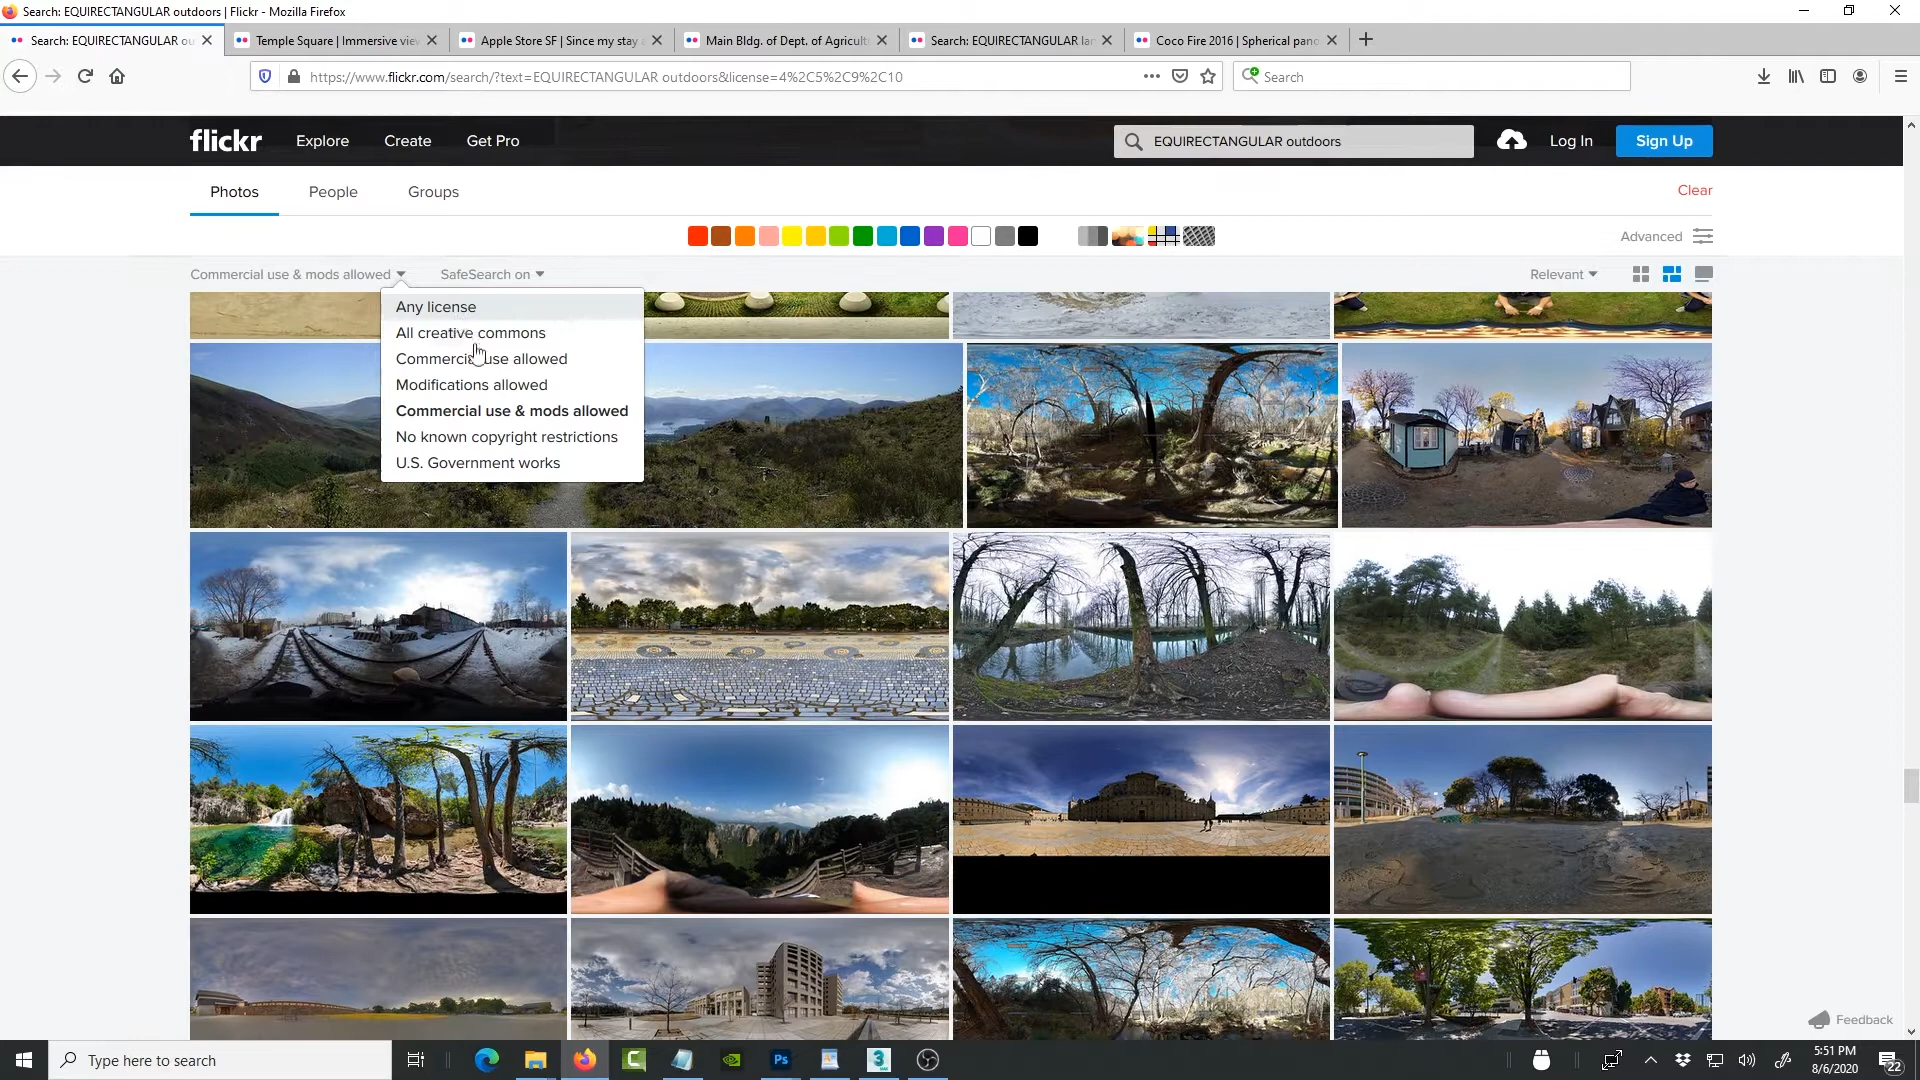 Search: EQUIRECTANGULAR outdoors | Flickr - Mozilla Firefox
Search: EQUIRECTANGULAR ou
Temple Square | Immersive view
Apple Store SF | Since my stay a
Main Bldg. of Dept. of Agricult
Search: EQUIRECTANGULAR lan
Coco Fire 2016 | Spherical pano
https://www.flickr.com/search/?text=EQUIRECTANGULAR outdoors&license=4%2C5%2C9%2C10
Search
flickr
Explore
Create
Get Pro
EQUIRECTANGULAR outdoors
Log In
Sign Up
Photos
People
Groups
Clear
Advanced
Commercial use & mods allowed
SafeSearch on
Relevant
Any license
All creative commons
Commercial use allowed
Modifications allowed
Commercial use & mods allowed
No known copyright restrictions
U.S. Government works
Feedback
Type here to search
Ps
3
5:51 PM
8/6/2020
22